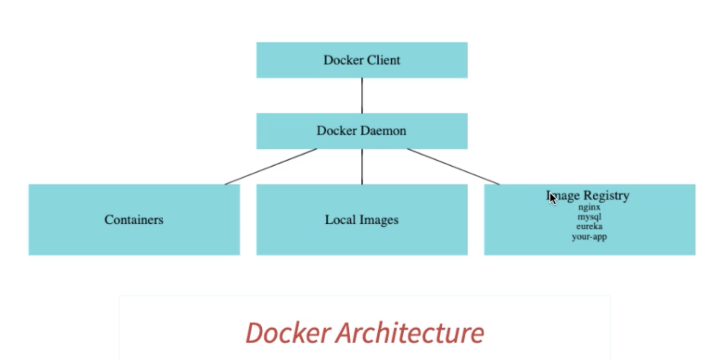 Docker Client
Docker Daemon
Containers
Local Images
Image Registry
nginx
mysql
eureka
your-app
Docker Architecture